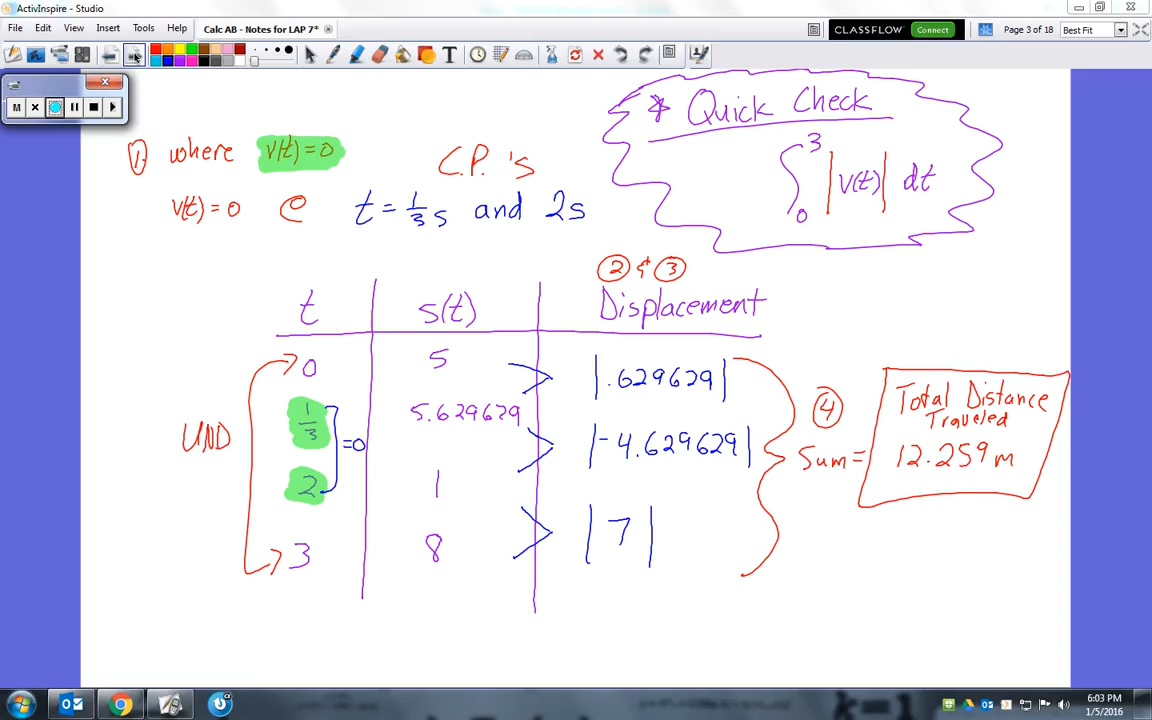 ActivInspire - Studio
File Edit View Insert Tools Help Calc AB - Notes for LAP 7* CLASSFLOW Connect Page 3 of 18 Best Fit
M
* Quick Check
∫₀³ |v(t)| dt
① where v(t)=0 C.P.'s
v(t)=0 @ t=1/3 s and 2s
② & ③
t s(t) Displacement
0 5 |.629629|
1/3 5.629629 |-4.629629|
2 1 |7|
3 8
UND
=0
④
Sum=
Total Distance
Traveled
12.259 m
6:03 PM
1/5/2016